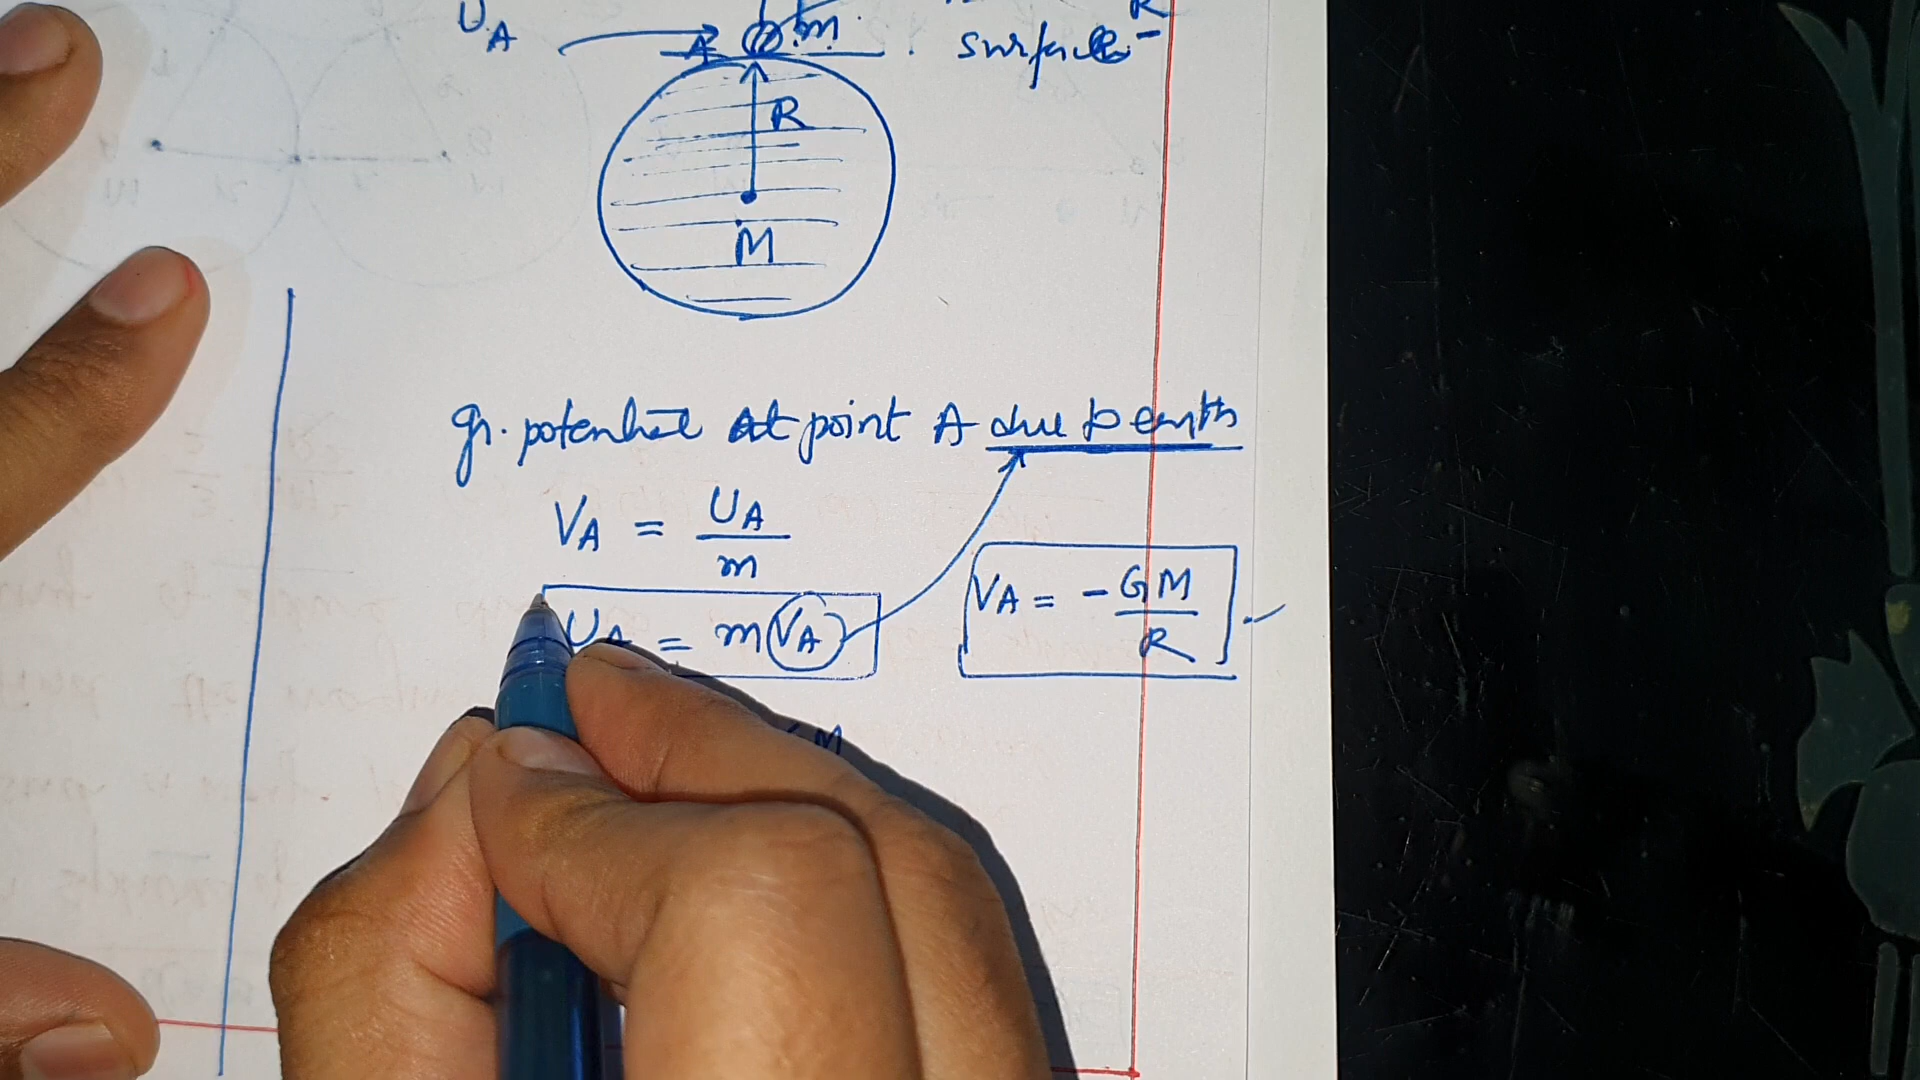 UA
A m
surface
R
M
gr. potential at point A due to earth
VA = UA/m
UA = m(VA)
VA = -GM/R
M